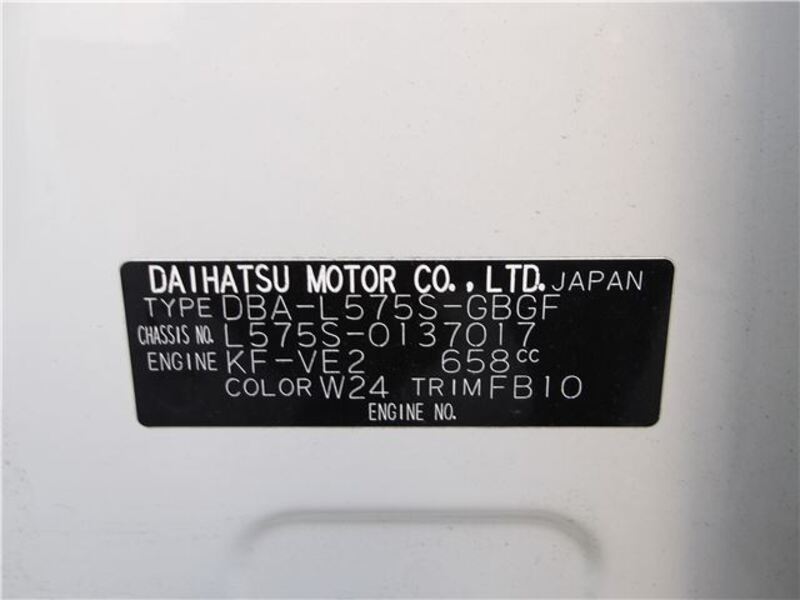 DAIHATSU MOTOR CO., LTD. JAPAN
TYPE DBA-L575S-GBGF
CHASSIS NO. L575S-0137017
ENGINE KF-VE2 658cc
COLOR W24 TRIM FB10
ENGINE NO.